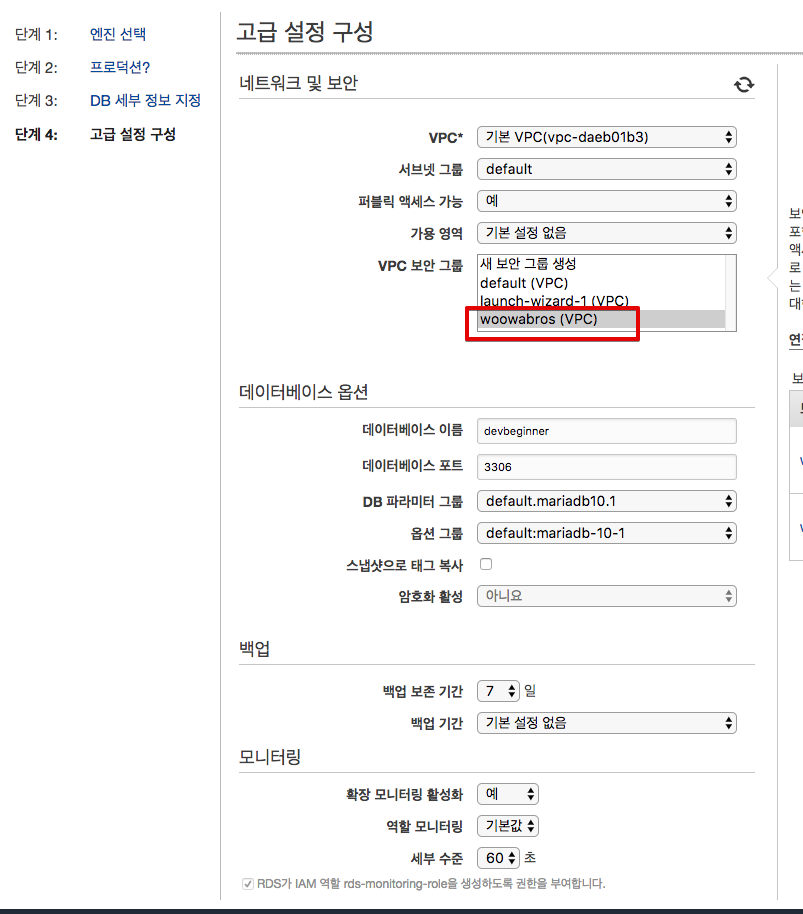 단계 1: 엔진 선택
단계 2: 프로덕션?
단계 3: DB 세부 정보 지정
단계 4: 고급 설정 구성
고급 설정 구성
네트워크 및 보안
VPC* 기본 VPC(vpc-daeb01b3)
서브넷 그룹 default
퍼블릭 액세스 가능 예
가용 영역 기본 설정 없음
VPC 보안 그룹 새 보안 그룹 생성
default (VPC)
launch-wizard-1 (VPC)
woowabros (VPC)
데이터베이스 옵션
데이터베이스 이름 devbeginner
데이터베이스 포트 3306
DB 파라미터 그룹 default.mariadb10.1
옵션 그룹 default:mariadb-10-1
스냅샷으로 태그 복사
암호화 활성 아니요
백업
백업 보존 기간 7 일
백업 기간 기본 설정 없음
모니터링
확장 모니터링 활성화 예
역할 모니터링 기본값
세부 수준 60 초
RDS가 IAM 역할 rds-monitoring-role을 생성하도록 권한을 부여합니다.